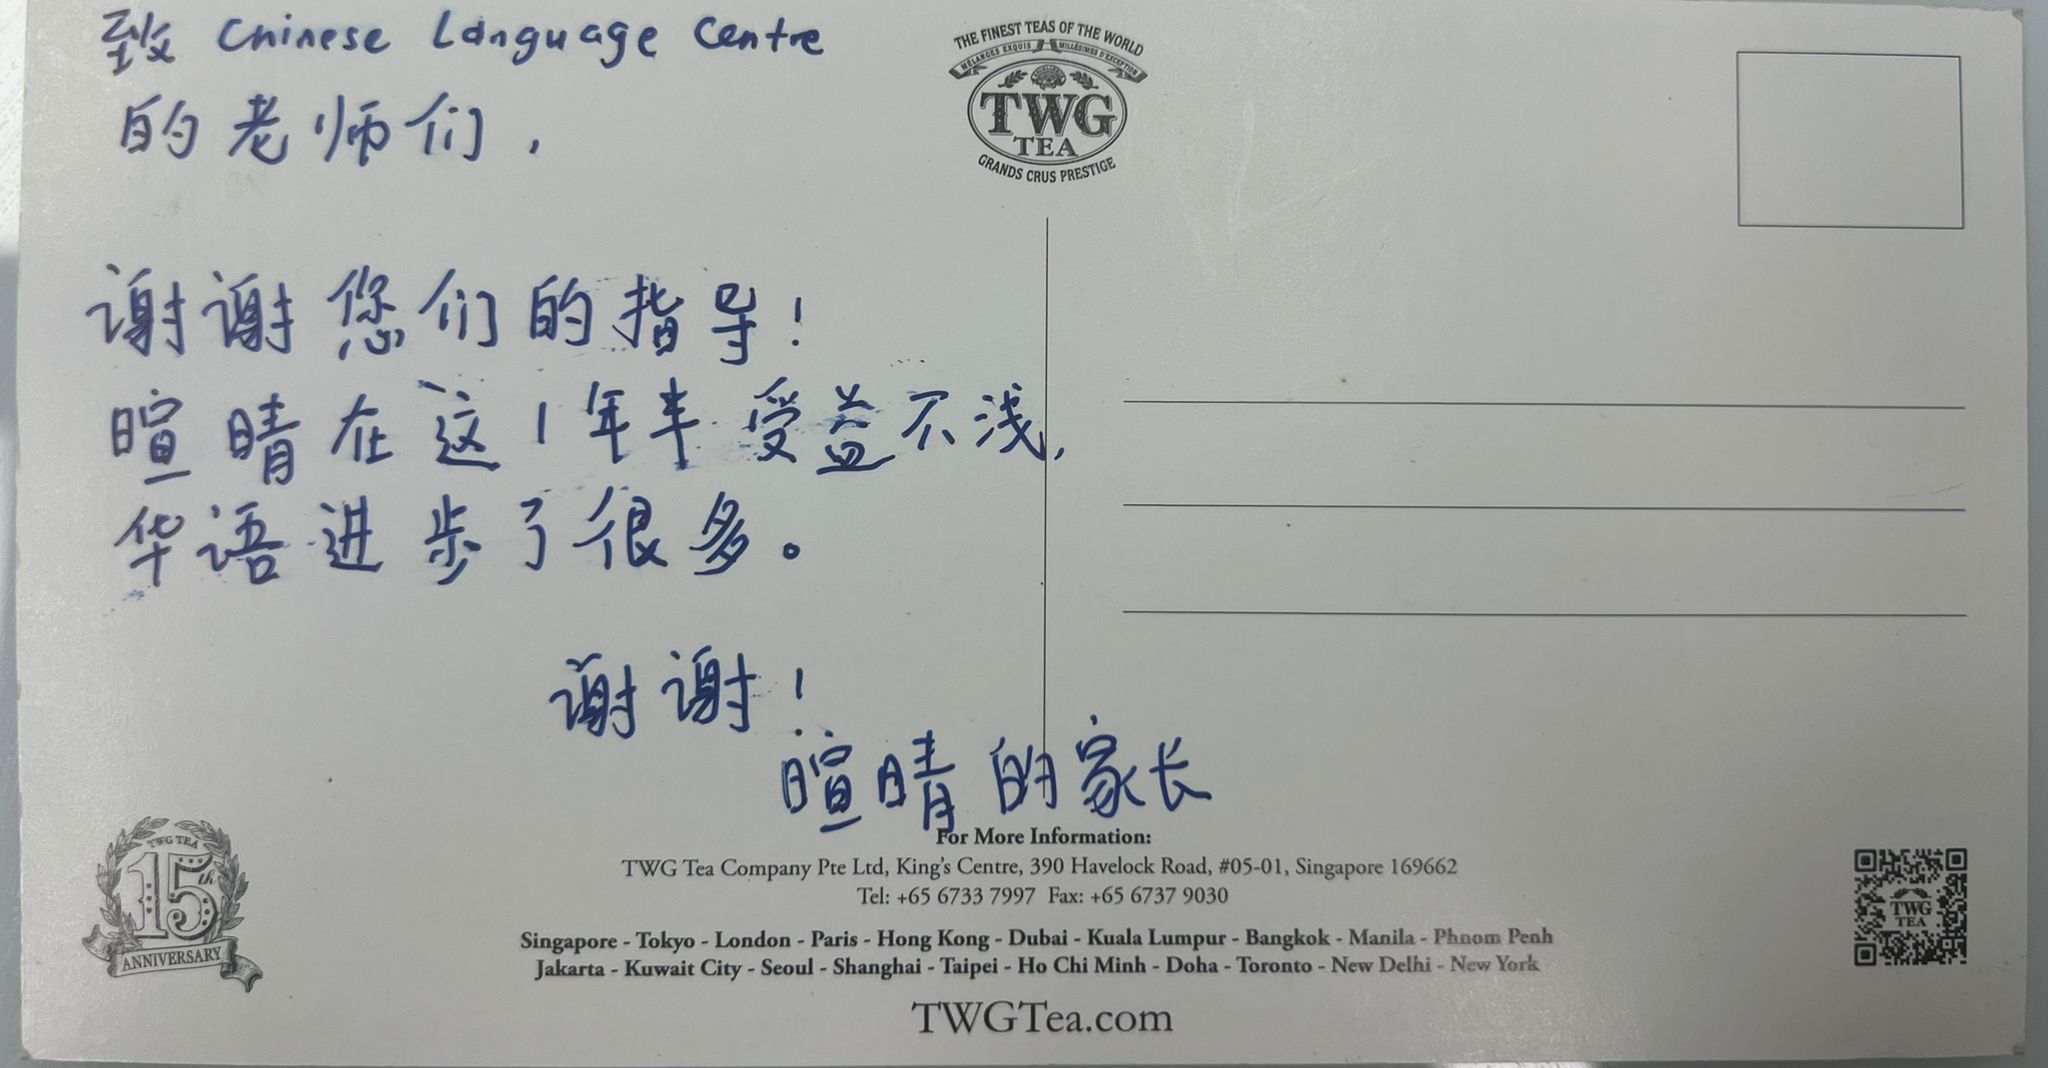 致 Chinese Language Centre
的老师们,
谢谢您们的指导!
暄晴在这1年半受益不浅,
华语进步了很多。
谢谢!
暄晴的家长
THE FINEST TEAS OF THE WORLD
MÉLANGES EXQUIS MILLÉSIMES D'EXCEPTION
TWG
TEA
GRANDS CRUS PRESTIGE
TWG TEA
15th
ANNIVERSARY
For More Information:
TWG Tea Company Pte Ltd, King's Centre, 390 Havelock Road, #05-01, Singapore 169662
Tel: +65 6733 7997 Fax: +65 6737 9030
Singapore - Tokyo - London - Paris - Hong Kong - Dubai - Kuala Lumpur - Bangkok - Manila - Phnom Penh
Jakarta - Kuwait City - Seoul - Shanghai - Taipei - Ho Chi Minh - Doha - Toronto - New Delhi - New York
TWGTea.com
TWG
TEA